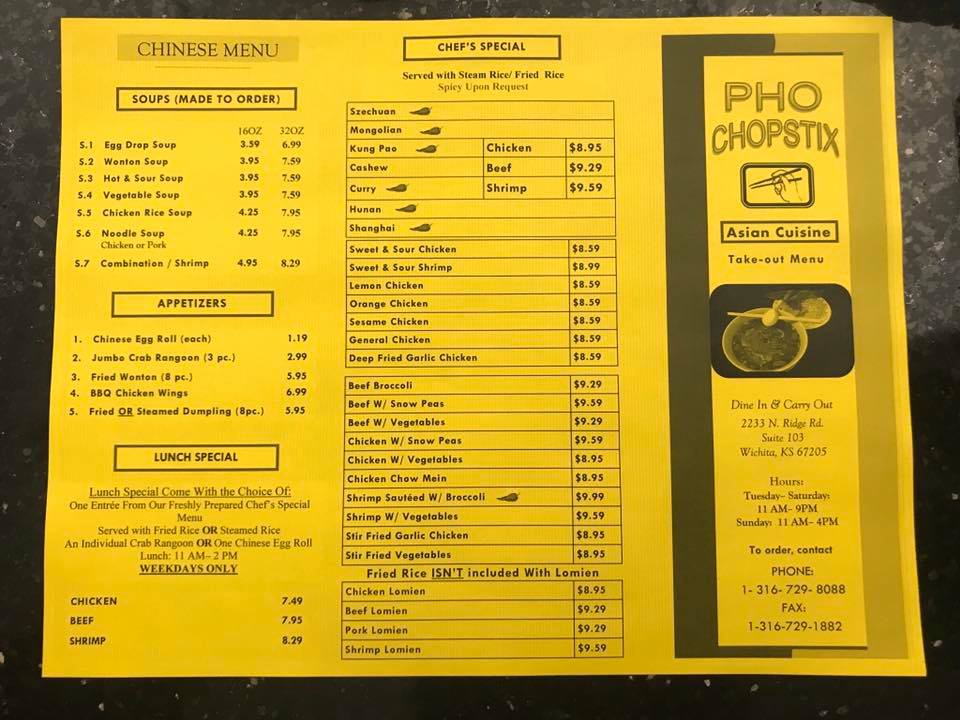 CHINESE MENU
SOUPS (MADE TO ORDER)
16OZ 32OZ
S.1 Egg Drop Soup 3.59 6.99
S.2 Wonton Soup 3.95 7.59
S.3 Hot & Sour Soup 3.95 7.59
S.4 Vegetable Soup 3.95 7.59
S.5 Chicken Rice Soup 4.25 7.95
S.6 Noodle Soup 4.25 7.95
Chicken or Pork
S.7 Combination / Shrimp 4.95 8.29
APPETIZERS
1. Chinese Egg Roll (each) 1.19
2. Jumbo Crab Rangoon (3 pc.) 2.99
3. Fried Wonton (8 pc.) 5.95
4. BBQ Chicken Wings 6.99
5. Fried OR Steamed Dumpling (8pc.) 5.95
LUNCH SPECIAL
Lunch Special Come With the Choice Of:
One Entrée From Our Freshly Prepared Chef's Special
Menu
Served with Fried Rice OR Steamed Rice
An Individual Crab Rangoon OR One Chinese Egg Roll
Lunch: 11 AM– 2 PM
WEEKDAYS ONLY
CHICKEN 7.49
BEEF 7.95
SHRIMP 8.29
CHEF'S SPECIAL
Served with Steam Rice/ Fried Rice
Spicy Upon Request
Szechuan
Mongolian
Kung Pao Chicken $8.95
Cashew Beef $9.29
Curry Shrimp $9.59
Hunan
Shanghai
Sweet & Sour Chicken $8.59
Sweet & Sour Shrimp $8.99
Lemon Chicken $8.59
Orange Chicken $8.59
Sesame Chicken $8.59
General Chicken $8.59
Deep Fried Garlic Chicken $8.59
Beef Broccoli $9.29
Beef W/ Snow Peas $9.59
Beef W/ Vegetables $9.29
Chicken W/ Snow Peas $9.59
Chicken W/ Vegetables $8.95
Chicken Chow Mein $8.95
Shrimp Sautéed W/ Broccoli $9.99
Shrimp W/ Vegetables $9.59
Stir Fried Garlic Chicken $8.95
Stir Fried Vegetables $8.95
Fried Rice ISN'T included With Lomien
Chicken Lomien $8.95
Beef Lomien $9.29
Pork Lomien $9.29
Shrimp Lomien $9.59
PHO
CHOPSTIX
Asian Cuisine
Take-out Menu
Dine In & Carry Out
2233 N. Ridge Rd.
Suite 103
Wichita, KS 67205
Hours:
Tuesday– Saturday:
11 AM– 9PM
Sunday: 11 AM– 4PM
To order, contact
PHONE:
1- 316- 729- 8088
FAX:
1-316-729-1882